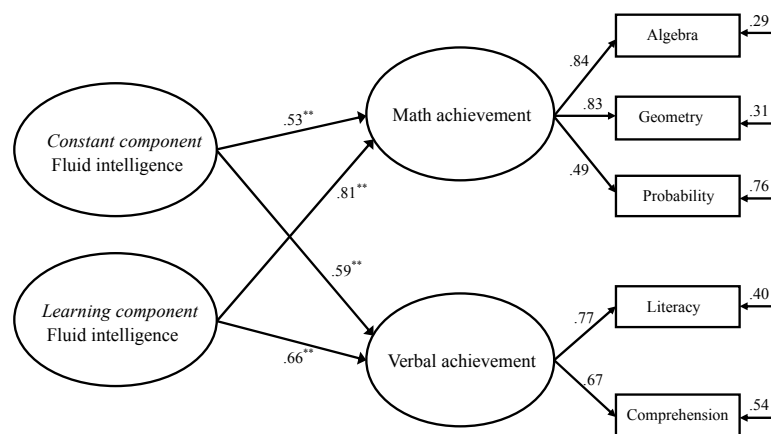 Constant component
Fluid intelligence
Learning component
Fluid intelligence
.53**
.81**
.59**
.66**
Math achievement
Verbal achievement
.84
.83
.49
.77
.67
Algebra
.29
Geometry
.31
Probability
.76
Literacy
.40
Comprehension
.54